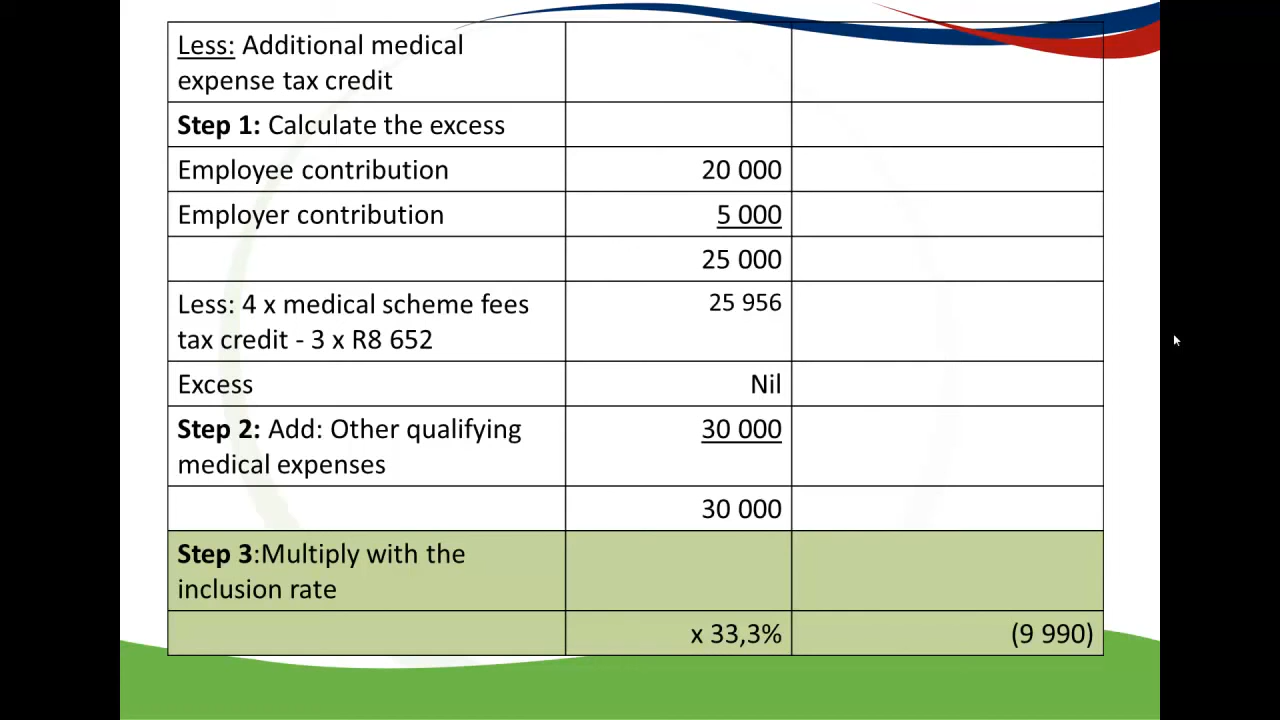 Less: Additional medical
expense tax credit
Step 1: Calculate the excess
Employee contribution 20 000
Employer contribution 5 000
25 000
Less: 4 x medical scheme fees 25 956
tax credit - 3 x R8 652
Excess Nil
Step 2: Add: Other qualifying 30 000
medical expenses
30 000
Step 3:Multiply with the
inclusion rate
x 33,3% (9 990)